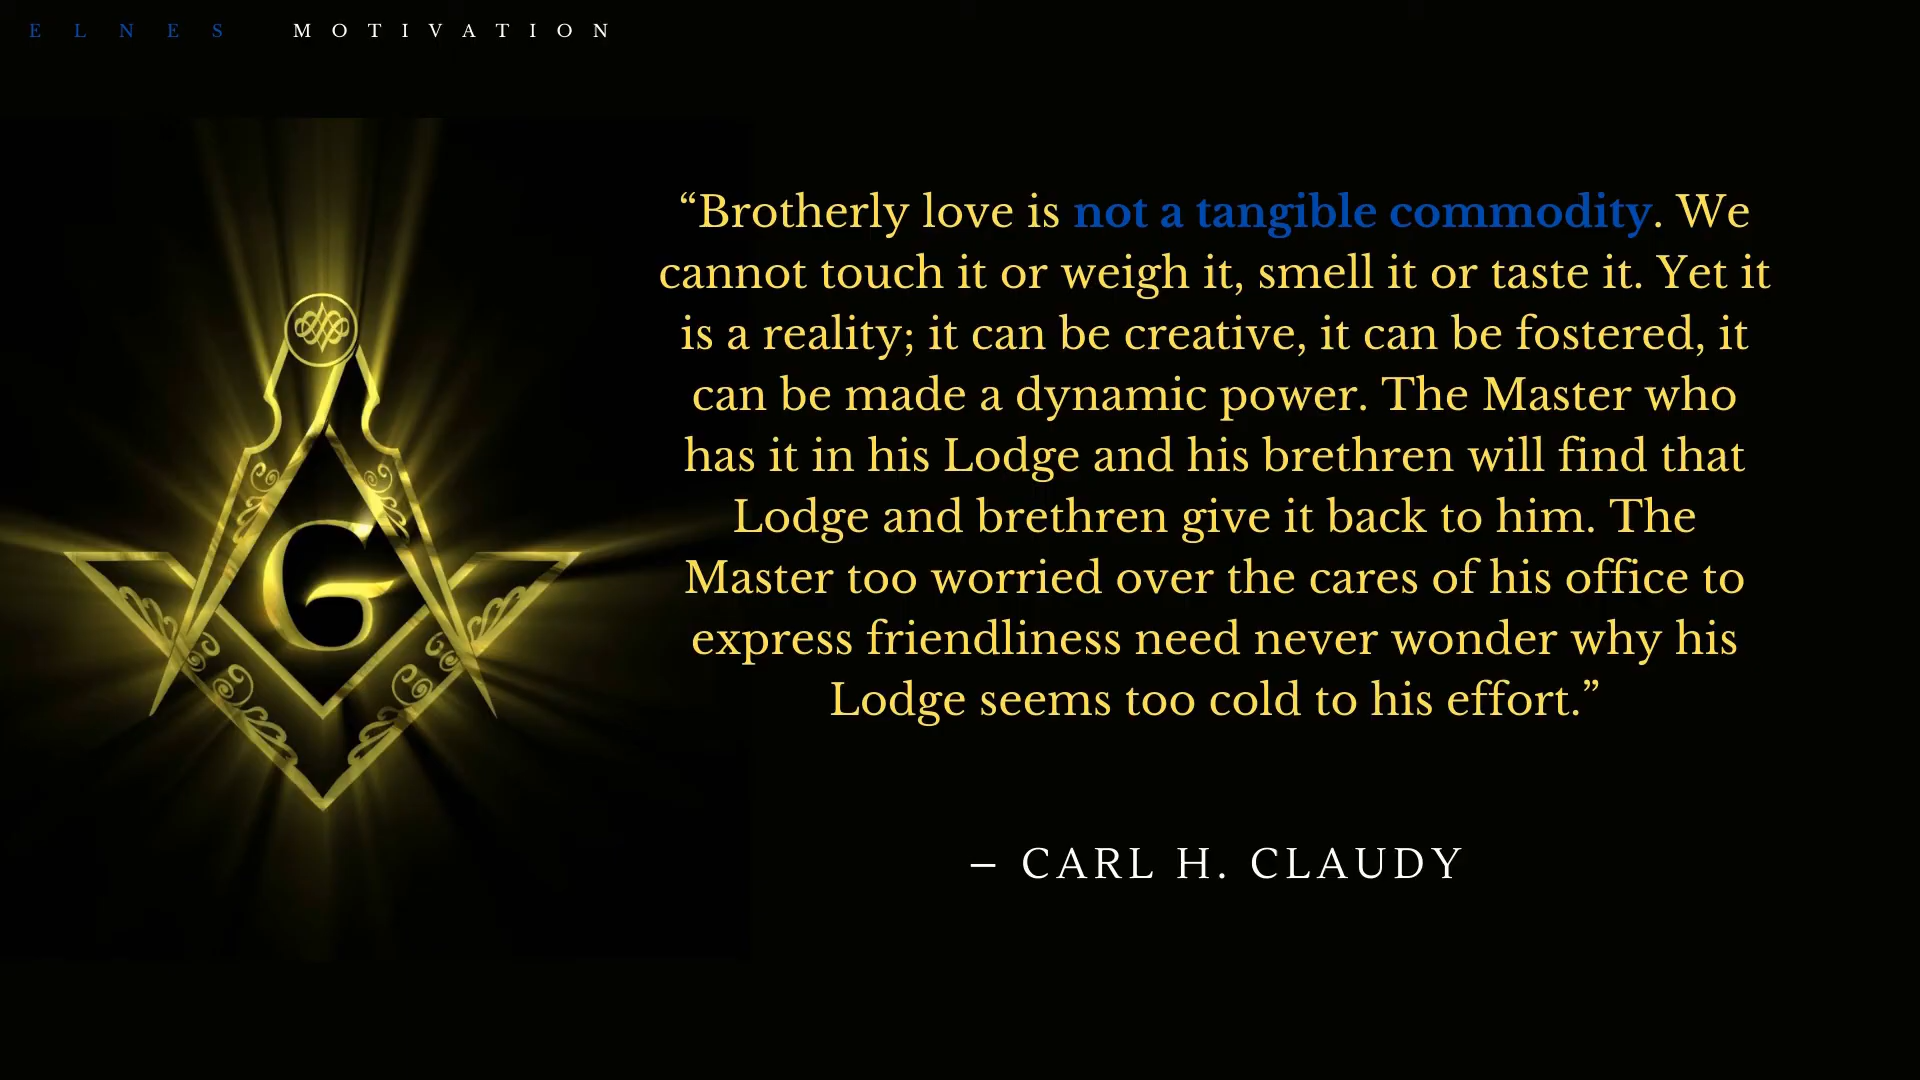 ELNES MOTIVATION
“Brotherly love is not a tangible commodity. We
cannot touch it or weigh it, smell it or taste it. Yet it
is a reality; it can be creative, it can be fostered, it
can be made a dynamic power. The Master who
has it in his Lodge and his brethren will find that
Lodge and brethren give it back to him. The
Master too worried over the cares of his office to
express friendliness need never wonder why his
Lodge seems too cold to his effort.”
– CARL H. CLAUDY
G